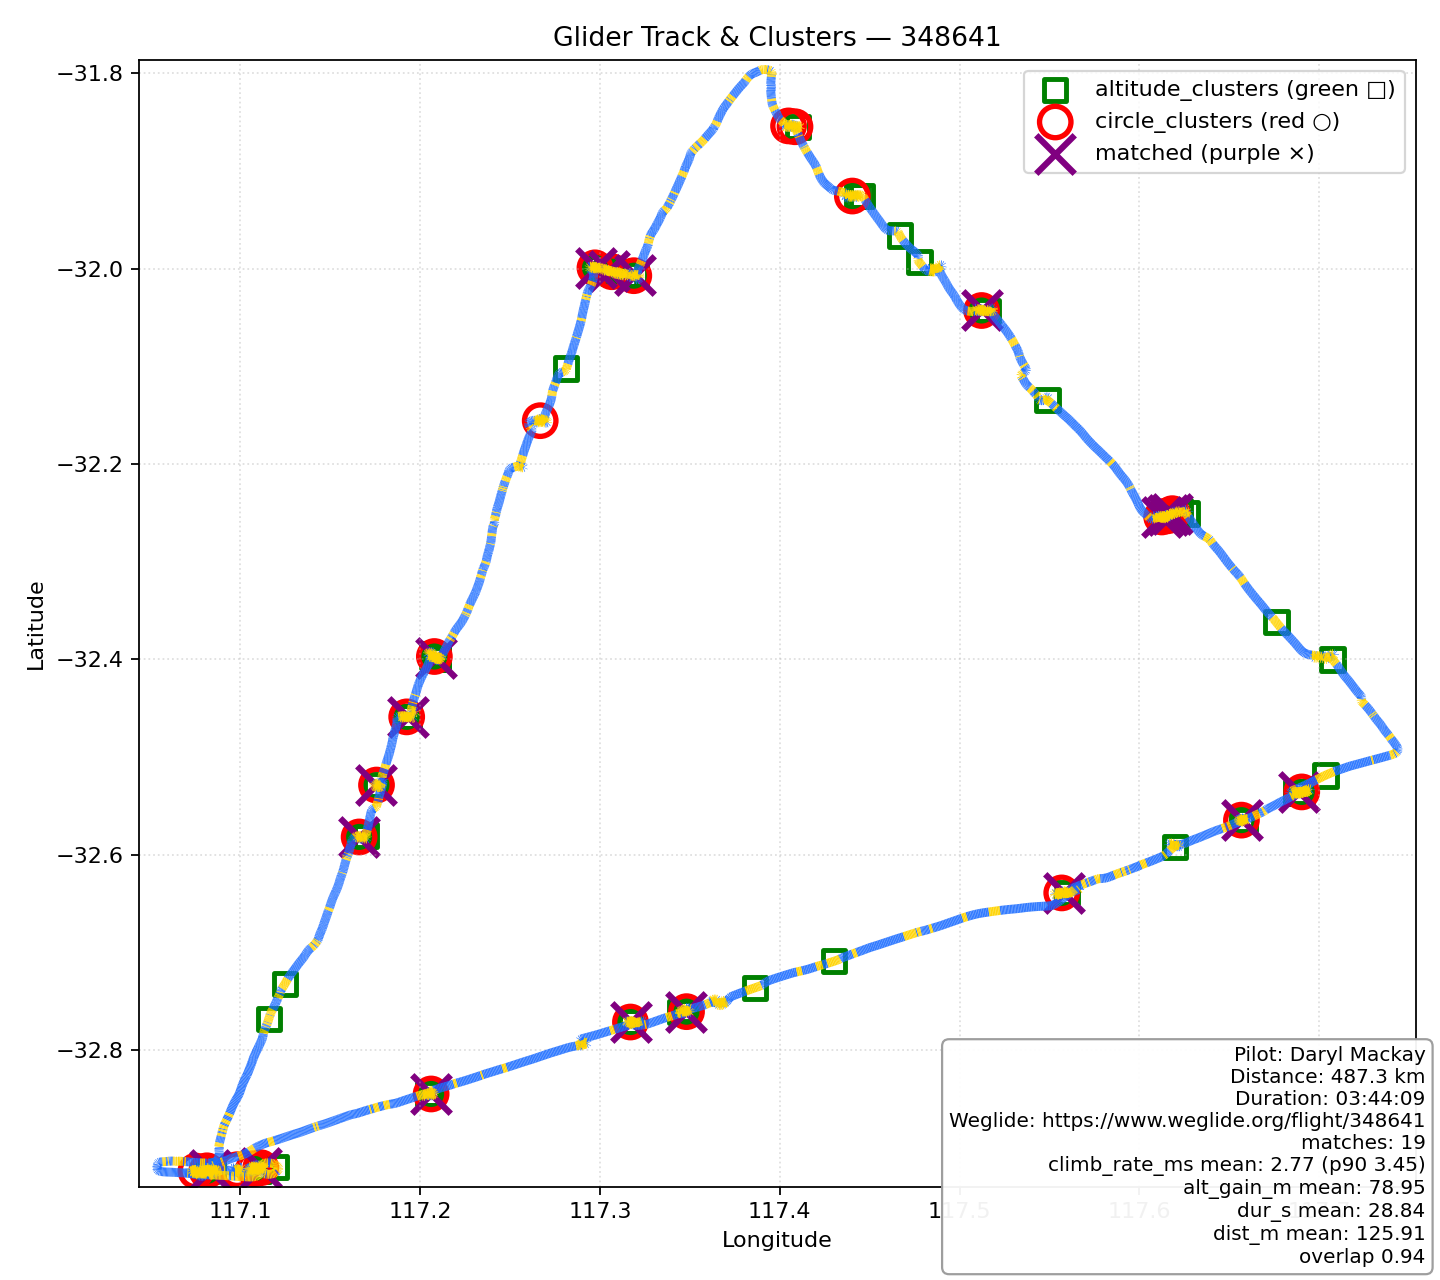 Glider Track & Clusters — 348641
altitude_clusters (green □)
circle_clusters (red ○)
matched (purple ×)
Latitude
−31.8
−32.0
−32.2
−32.4
−32.6
−32.8
117.1
117.2
117.3
117.4
117.5
117.6
Longitude
Pilot: Daryl Mackay
Distance: 487.3 km
Duration: 03:44:09
Weglide: https://www.weglide.org/flight/348641
matches: 19
climb_rate_ms mean: 2.77 (p90 3.45)
alt_gain_m mean: 78.95
dur_s mean: 28.84
dist_m mean: 125.91
overlap 0.94